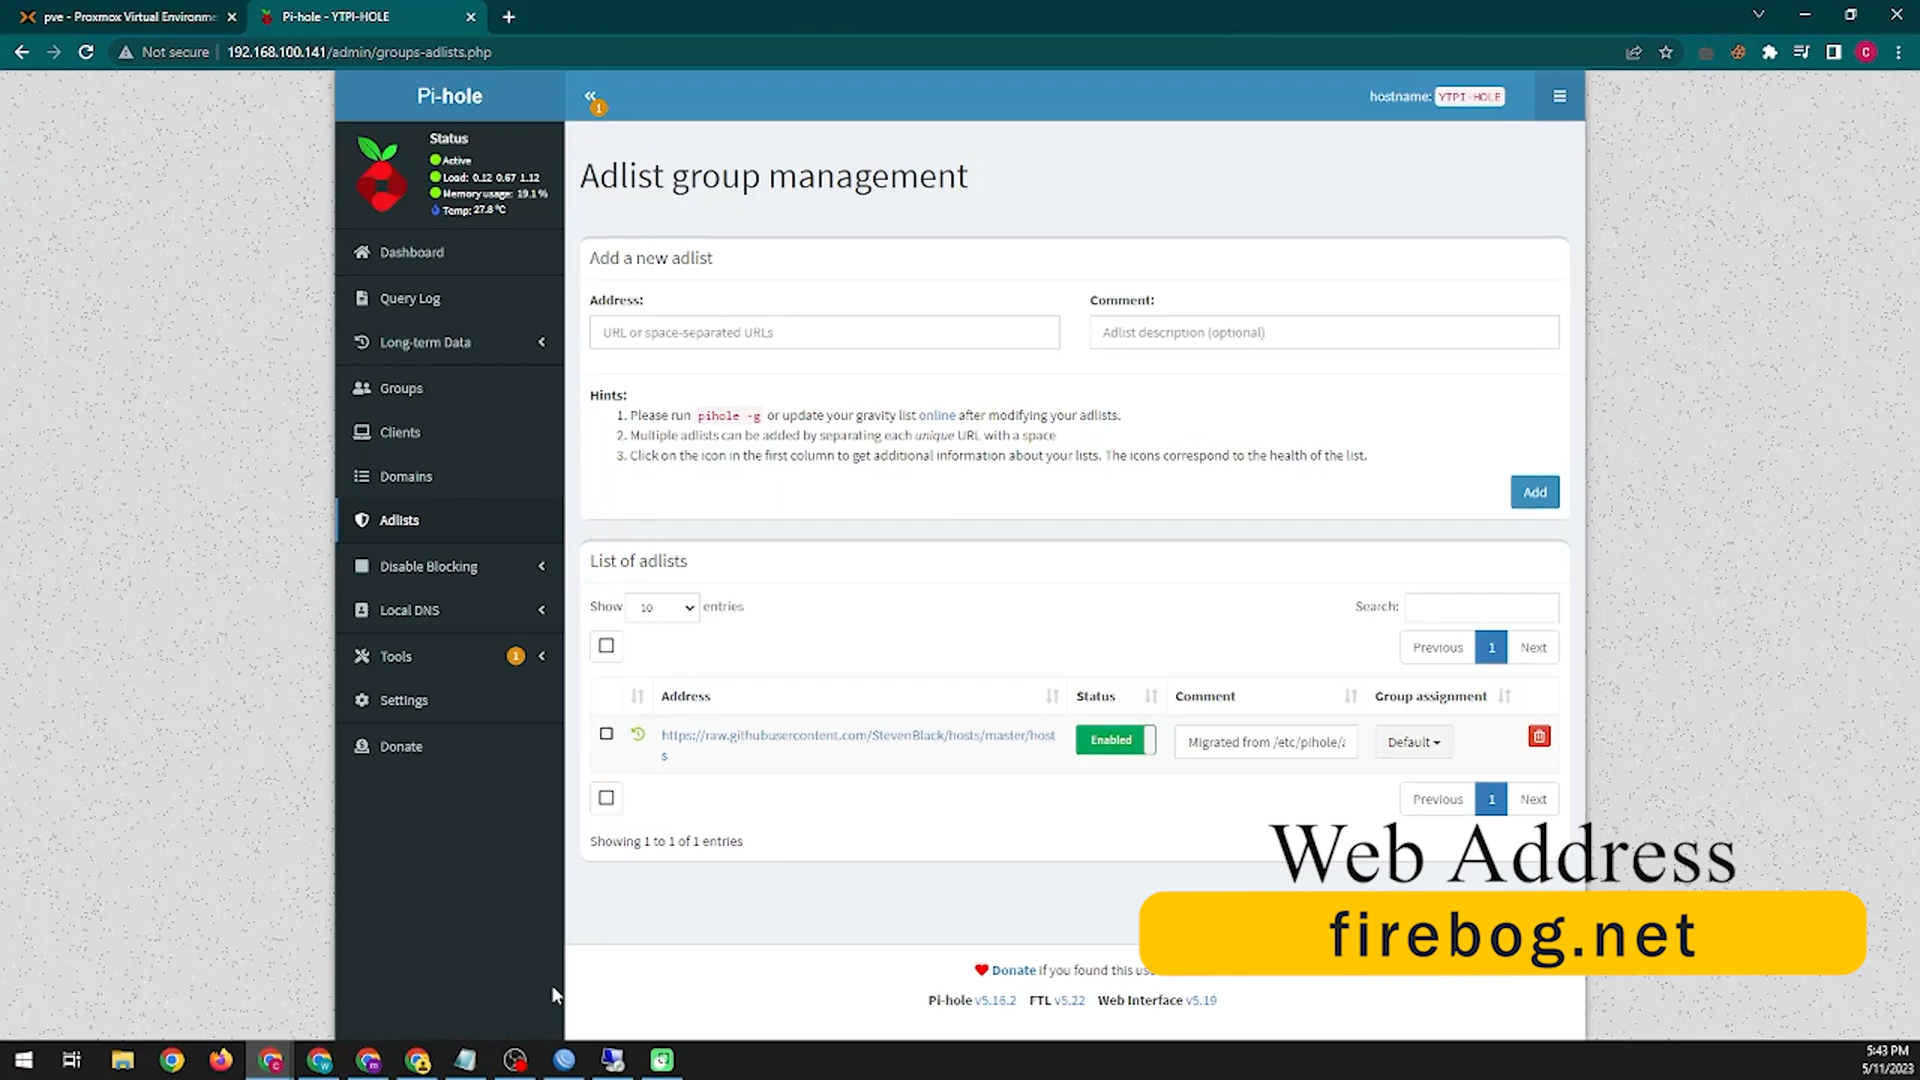 pve - Proxmox Virtual Environme
Pi-hole - YTPI-HOLE
Not secure
192.168.100.141/admin/groups-adlists.php
C
Pi-hole
1
hostname: YTPI-HOLE
Status
Active
Load: 0.12 0.67 1.12
Memory usage: 19.1 %
Temp: 27.8 °C
Dashboard
Query Log
Long-term Data
Groups
Clients
Domains
Adlists
Disable Blocking
Local DNS
Tools 1
Settings
Donate
Adlist group management
Add a new adlist
Address:
Comment:
URL or space-separated URLs
Adlist description (optional)
Hints:
1. Please run pihole -g or update your gravity list online after modifying your adlists.
2. Multiple adlists can be added by separating each unique URL with a space
3. Click on the icon in the first column to get additional information about your lists. The icons correspond to the health of the list.
Add
List of adlists
Show 10 entries
Search:
Previous 1 Next
Address Status Comment Group assignment
https://raw.githubusercontent.com/StevenBlack/hosts/master/host
s
Enabled
Migrated from /etc/pihole/a
Default
Previous 1 Next
Showing 1 to 1 of 1 entries
Web Address
firebog.net
Donate if you found this
Pi-hole v5.16.2 FTL v5.22 Web Interface v5.19
5:43 PM
5/11/2023